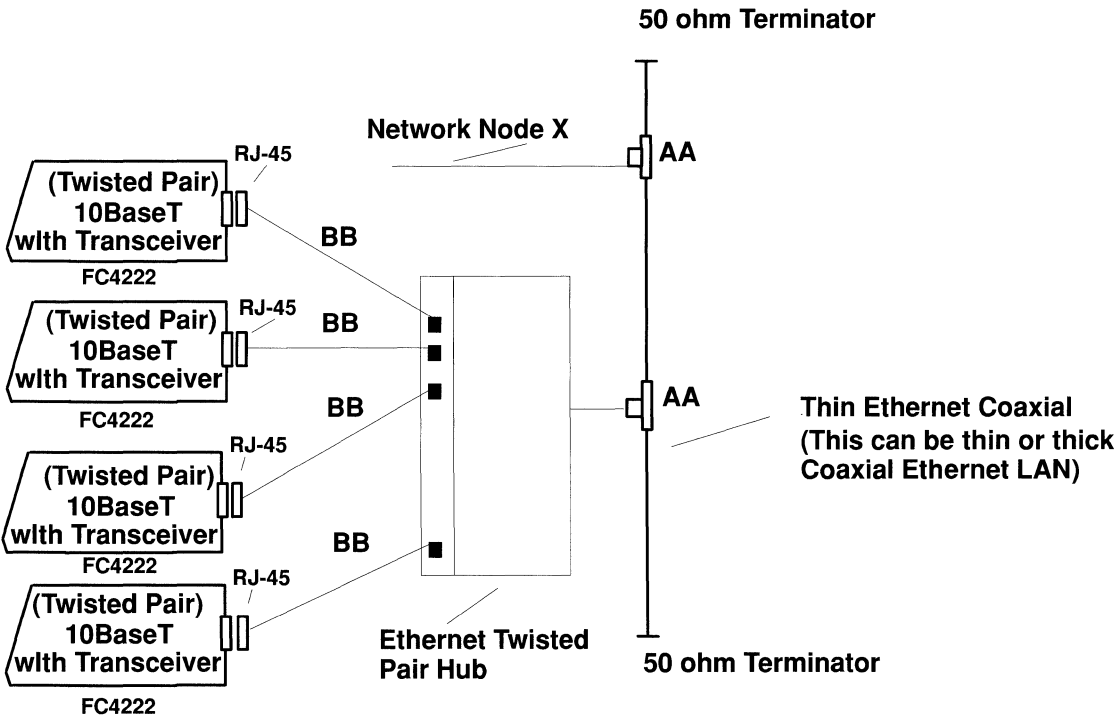 50 ohm Terminator
Network Node X
AA
RJ-45
(Twisted Pair)
10BaseT
wIth Transceiver
FC4222
BB
RJ-45
(Twisted Pair)
10BaseT
wIth Transceiver
FC4222
BB
AA
Thin Ethernet Coaxial
(This can be thin or thick
Coaxial Ethernet LAN)
RJ-45
(Twisted Pair)
10BaseT
wIth Transceiver
FC4222
BB
RJ-45
(Twisted Pair)
10BaseT
wIth Transceiver
FC4222
BB
Ethernet Twisted
Pair Hub
50 ohm Terminator